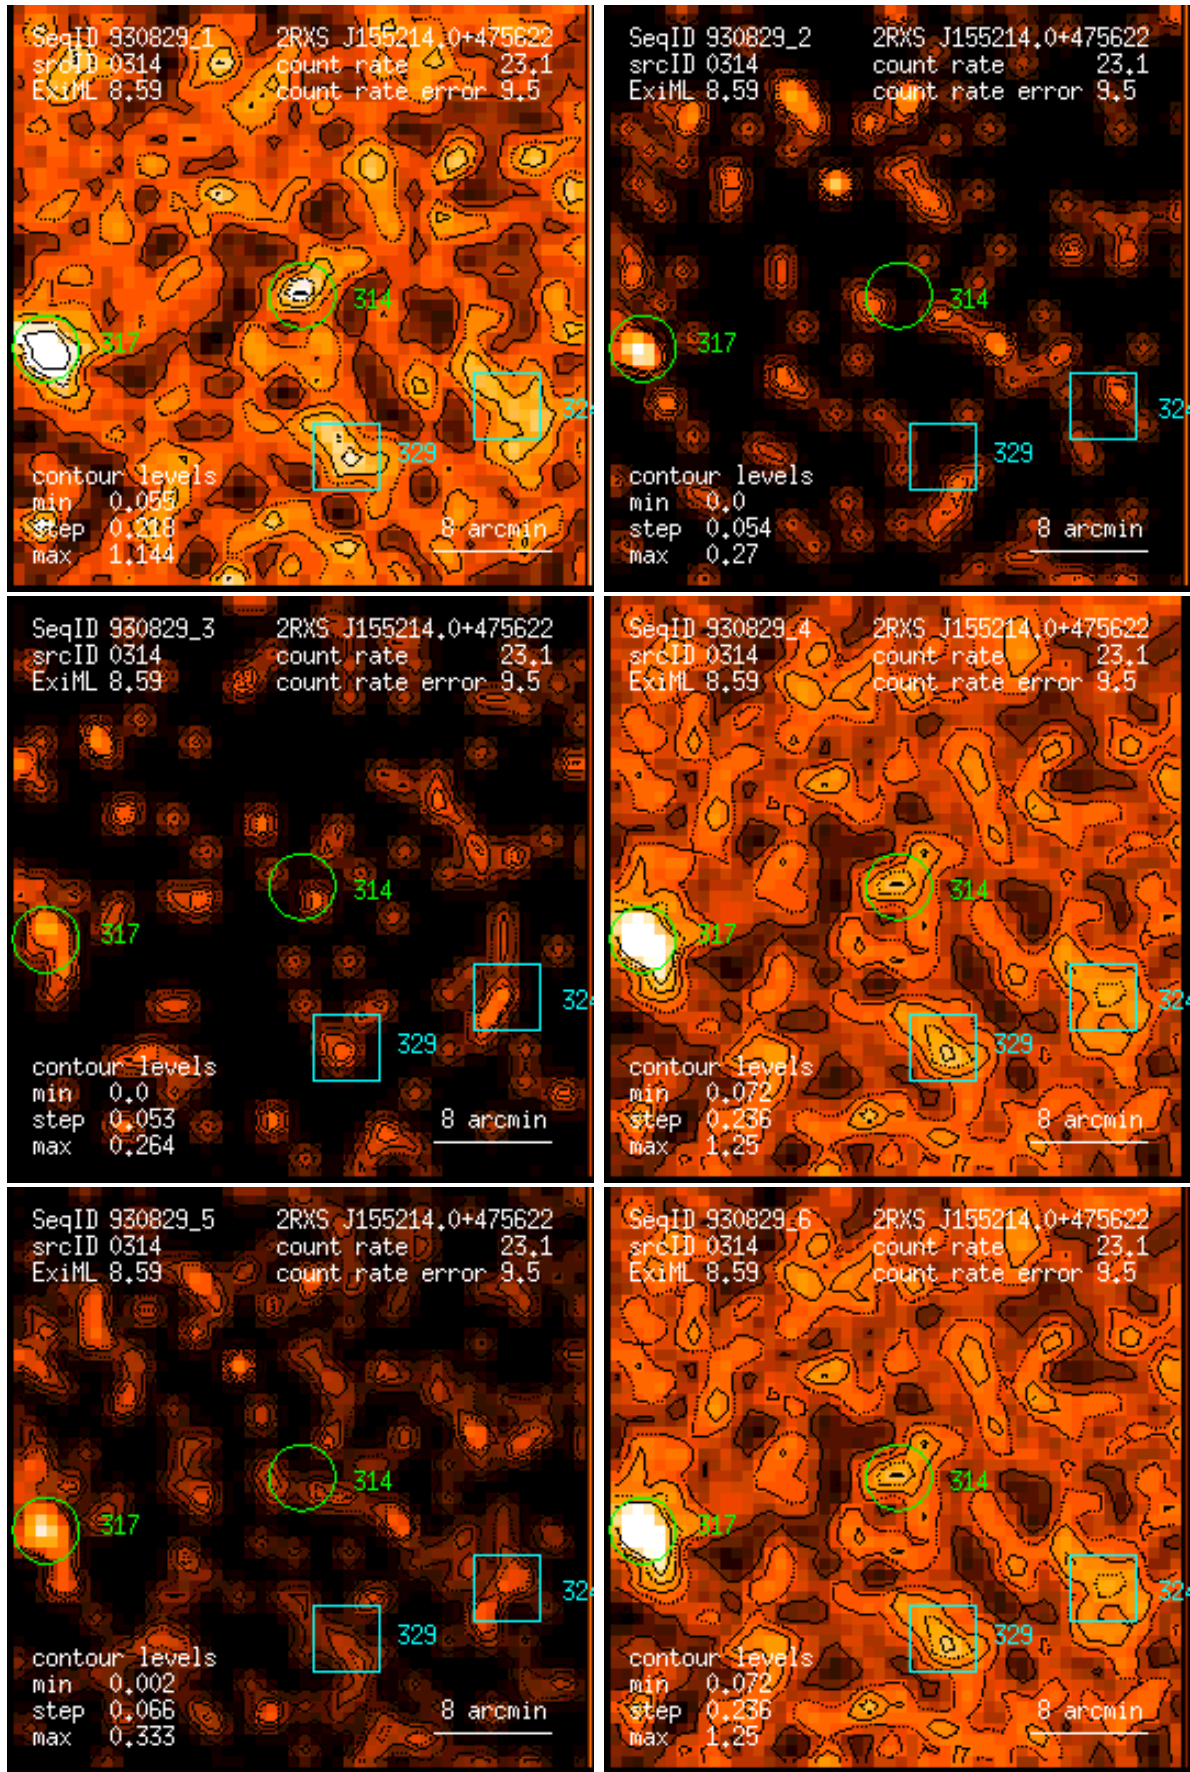 SeqID 930829_1 2RXS J155214.0+475622
srcID 0314 count rate 23.1
ExiML 8.59 count rate error 9.5
314
317
324
329
contour levels
min 0.055
step 0.218 8 arcmin
max 1.144
SeqID 930829_2 2RXS J155214.0+475622
srcID 0314 count rate 23.1
ExiML 8.59 count rate error 9.5
314
317
324
329
contour levels
min 0.0
step 0.054 8 arcmin
max 0.27
SeqID 930829_3 2RXS J155214.0+475622
srcID 0314 count rate 23.1
ExiML 8.59 count rate error 9.5
314
317
324
329
contour levels
min 0.0
step 0.053 8 arcmin
max 0.264
SeqID 930829_4 2RXS J155214.0+475622
srcID 0314 count rate 23.1
ExiML 8.59 count rate error 9.5
314
317
324
329
contour levels
min 0.072
step 0.236 8 arcmin
max 1.25
SeqID 930829_5 2RXS J155214.0+475622
srcID 0314 count rate 23.1
ExiML 8.59 count rate error 9.5
314
317
324
329
contour levels
min 0.002
step 0.066 8 arcmin
max 0.333
SeqID 930829_6 2RXS J155214.0+475622
srcID 0314 count rate 23.1
ExiML 8.59 count rate error 9.5
314
317
324
329
contour levels
min 0.072
step 0.236 8 arcmin
max 1.25